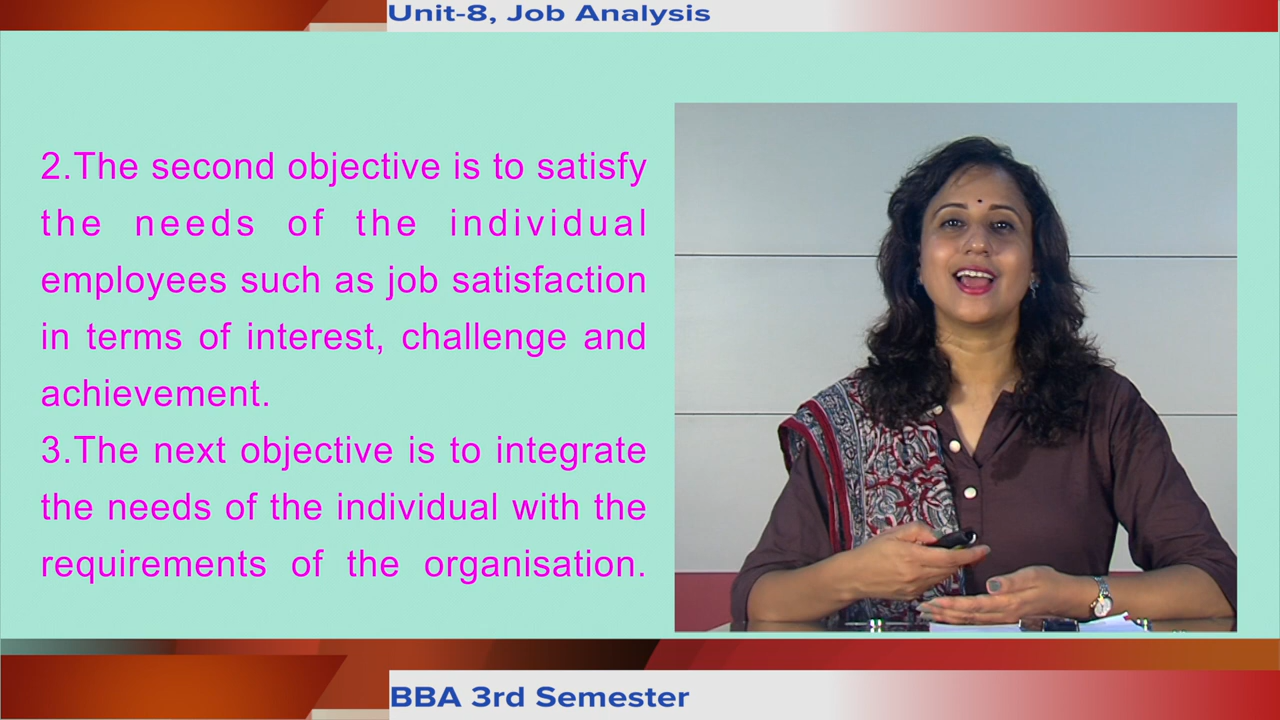 Unit-8, Job Analysis
2.The second objective is to satisfy
the needs of the individual
employees such as job satisfaction
in terms of interest, challenge and
achievement.
3.The next objective is to integrate
the needs of the individual with the
requirements of the organisation.
BBA 3rd Semester